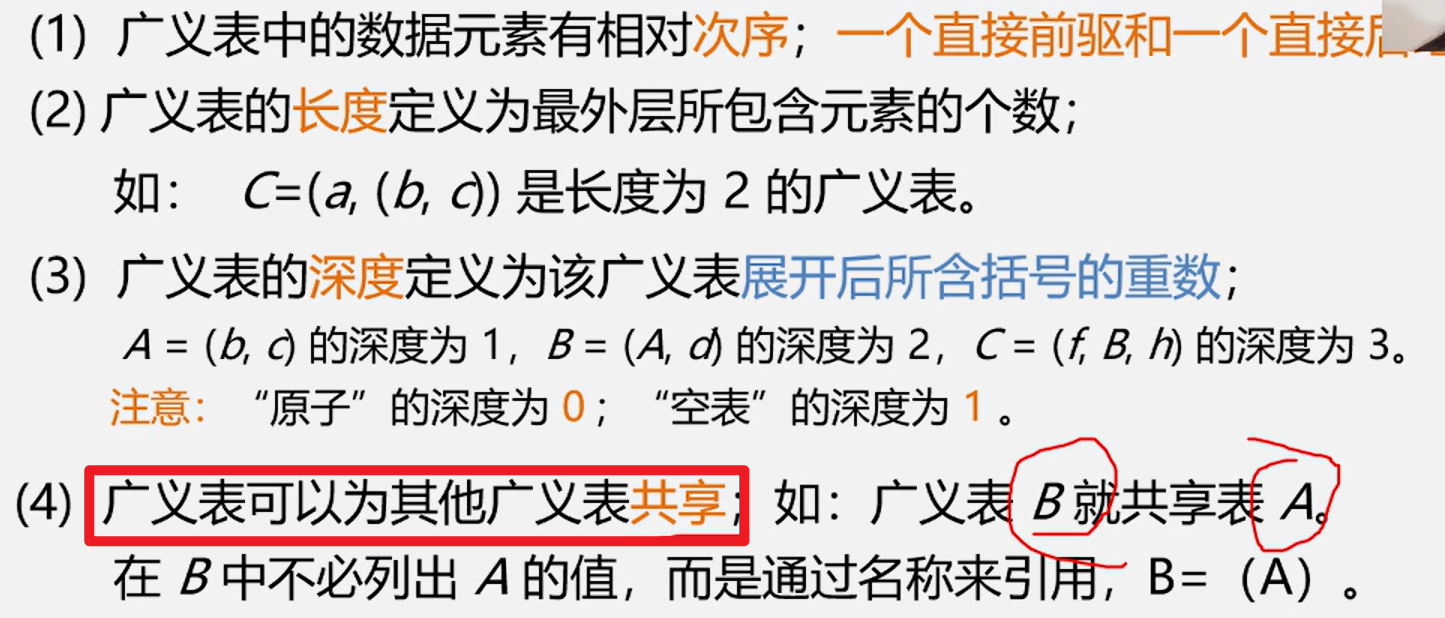 (1) 广义表中的数据元素有相对次序；一个直接前驱和一个直接
(2) 广义表的长度定义为最外层所包含元素的个数；
如： C=(a, (b, c)) 是长度为 2 的广义表。
(3) 广义表的深度定义为该广义表展开后所含括号的重数；
A = (b, c) 的深度为 1，B = (A, d) 的深度为 2，C = (f, B, h) 的深度为 3。
注意： “原子”的深度为 0 ； “空表”的深度为 1 。
(4) 广义表可以为其他广义表共享；如：广义表 B 就共享表 A。
在 B 中不必列出 A 的值，而是通过名称来引用，B=（A）。